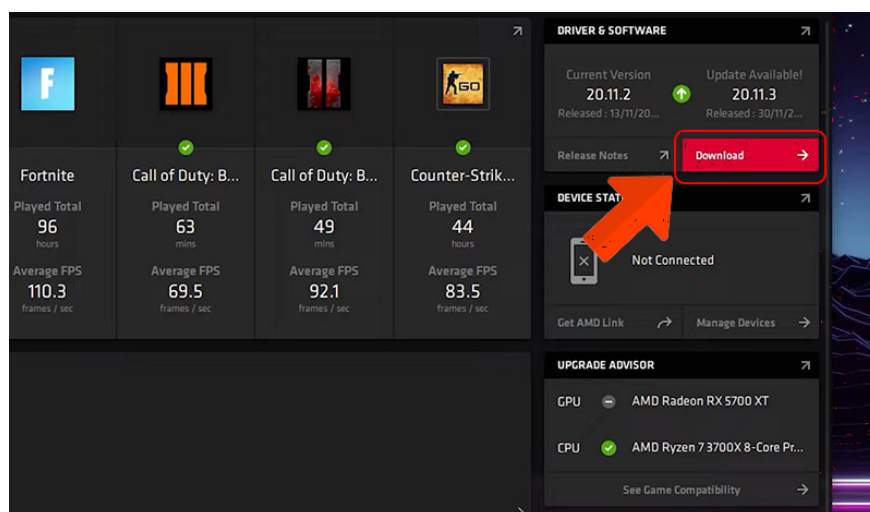 F
III
II
GO
Fortnite
Call of Duty: B...
Call of Duty: B...
Counter-Strik...
Played Total
Played Total
Played Total
Played Total
96
63
49
44
hours
mins
mins
hours
Average FPS
Average FPS
Average FPS
Average FPS
110.3
69.5
92.1
83.5
frames / sec
frames / sec
frames / sec
frames / sec
DRIVER & SOFTWARE
Current Version
Update Available!
20.11.2
20.11.3
Released : 13/11/20...
Released : 30/11/2...
Release Notes
Download
DEVICE STAT
Not Connected
Get AMD Link
Manage Devices
UPGRADE ADVISOR
GPU
AMD Radeon RX 5700 XT
CPU
AMD Ryzen 7 3700X 8-Core Pr...
See Game Compatibility